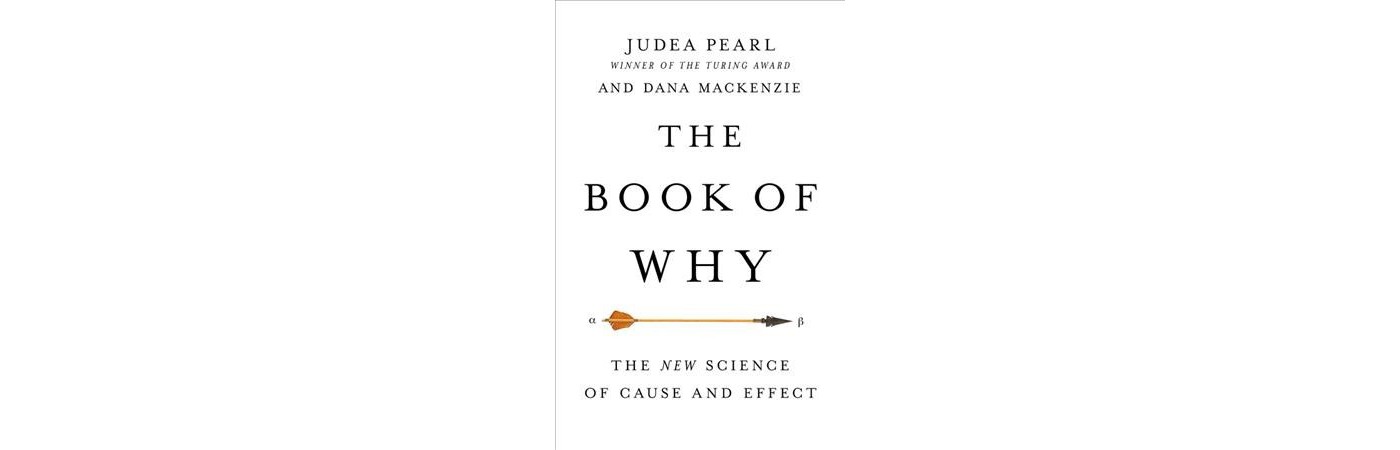 JUDEA PEARL
WINNER OF THE TURING AWARD
AND DANA MACKENZIE
THE
BOOK OF
WHY
α β
THE NEW SCIENCE
OF CAUSE AND EFFECT